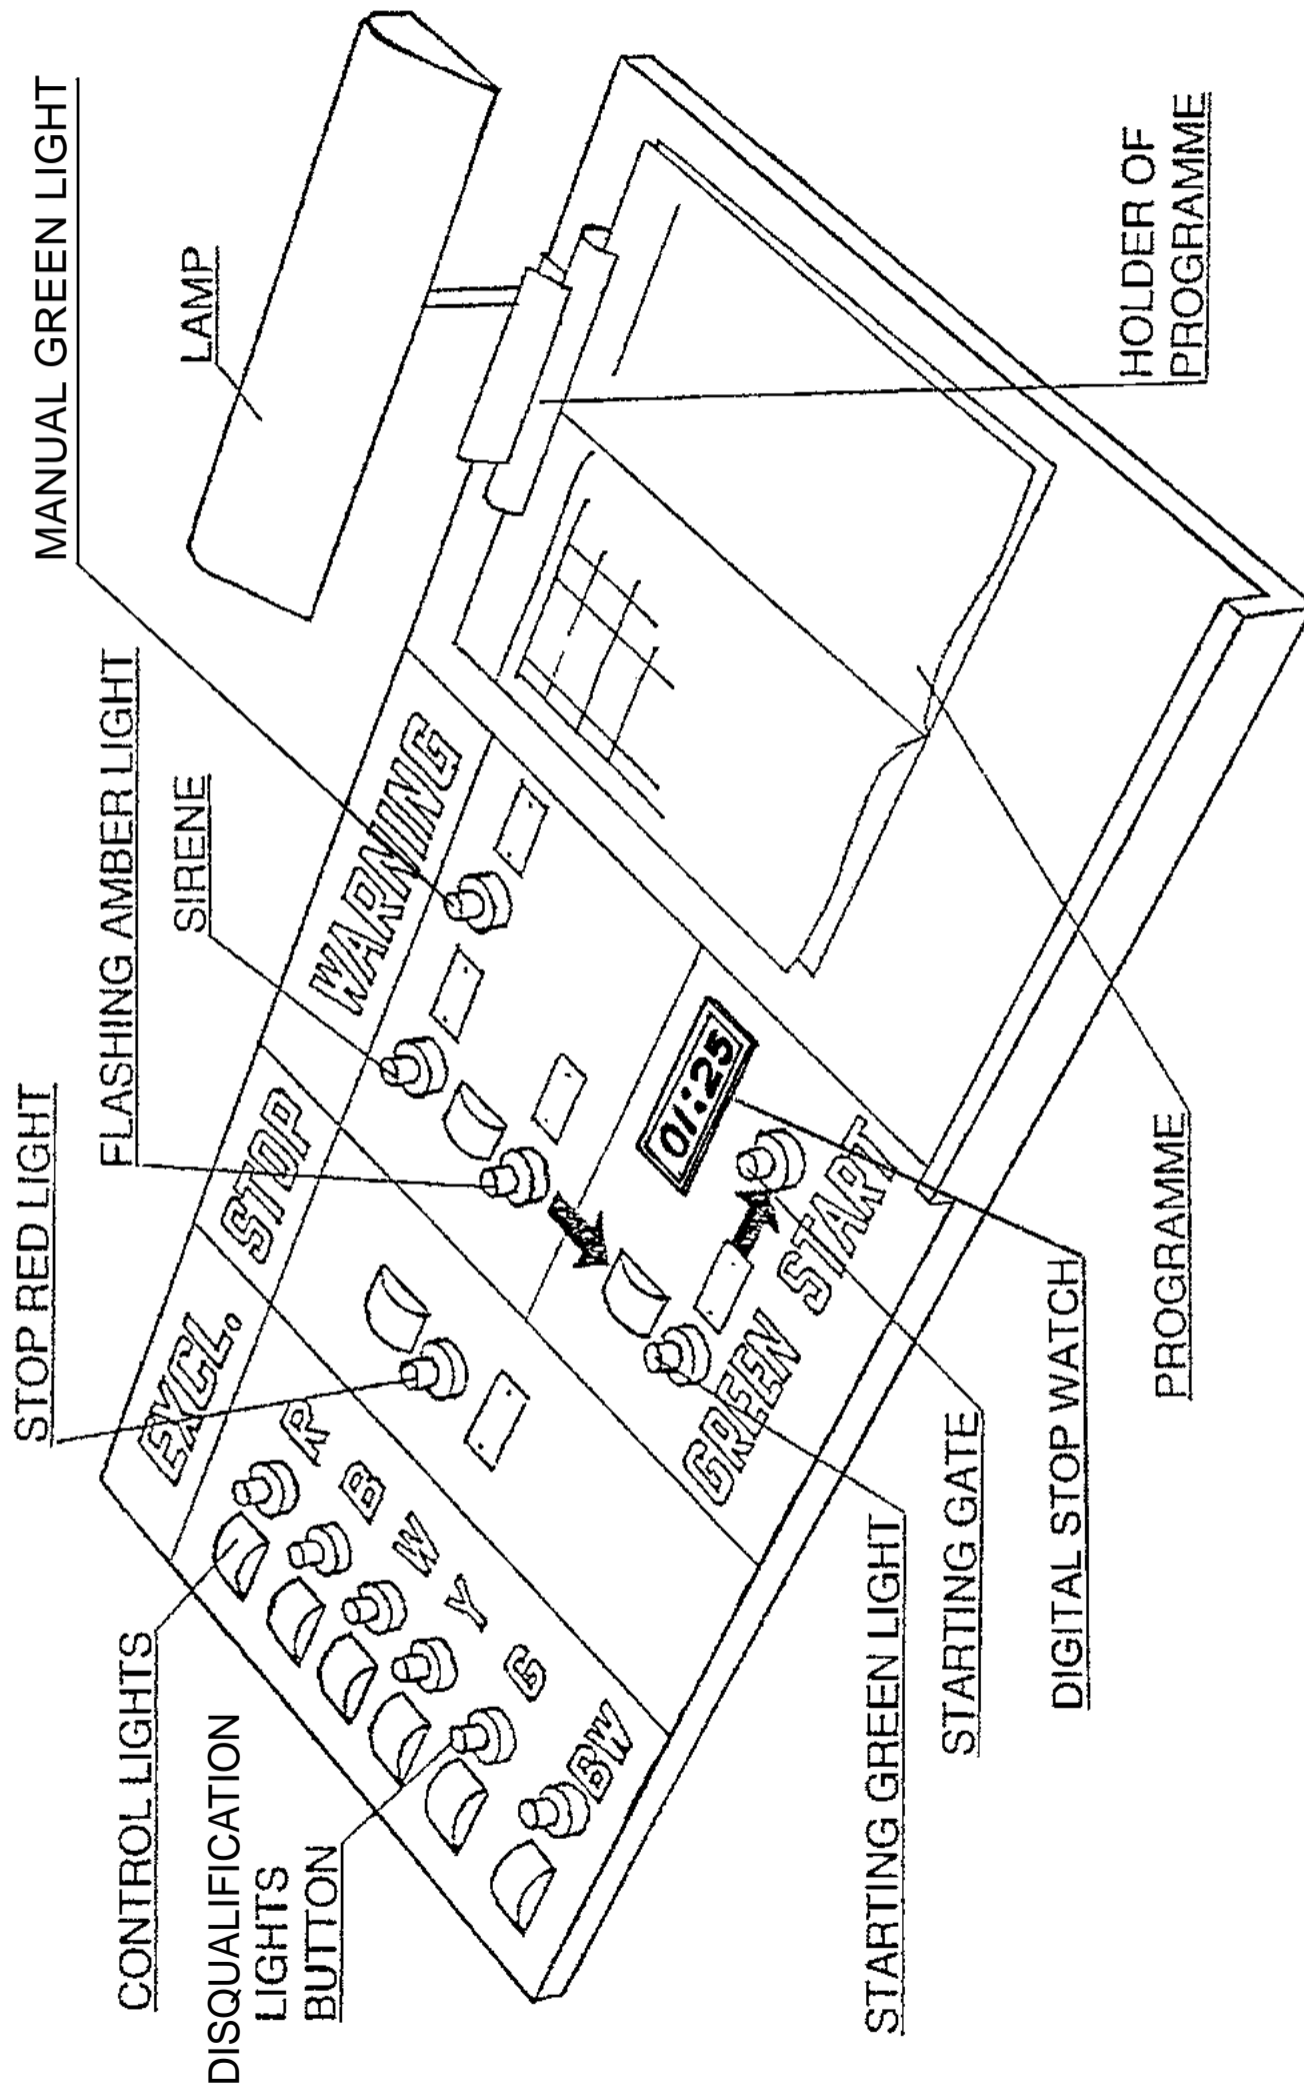 CONTROL LIGHTS
DISQUALIFICATION
LIGHTS
BUTTON
STOP RED LIGHT
FLASHING AMBER LIGHT
SIRENE
MANUAL GREEN LIGHT
LAMP
EXCL.
STOP
WARNING
R
B
W
Y
G
BW
01:25
GREEN START
STARTING GREEN LIGHT
STARTING GATE
DIGITAL STOP WATCH
PROGRAMME
HOLDER OF
PROGRAMME